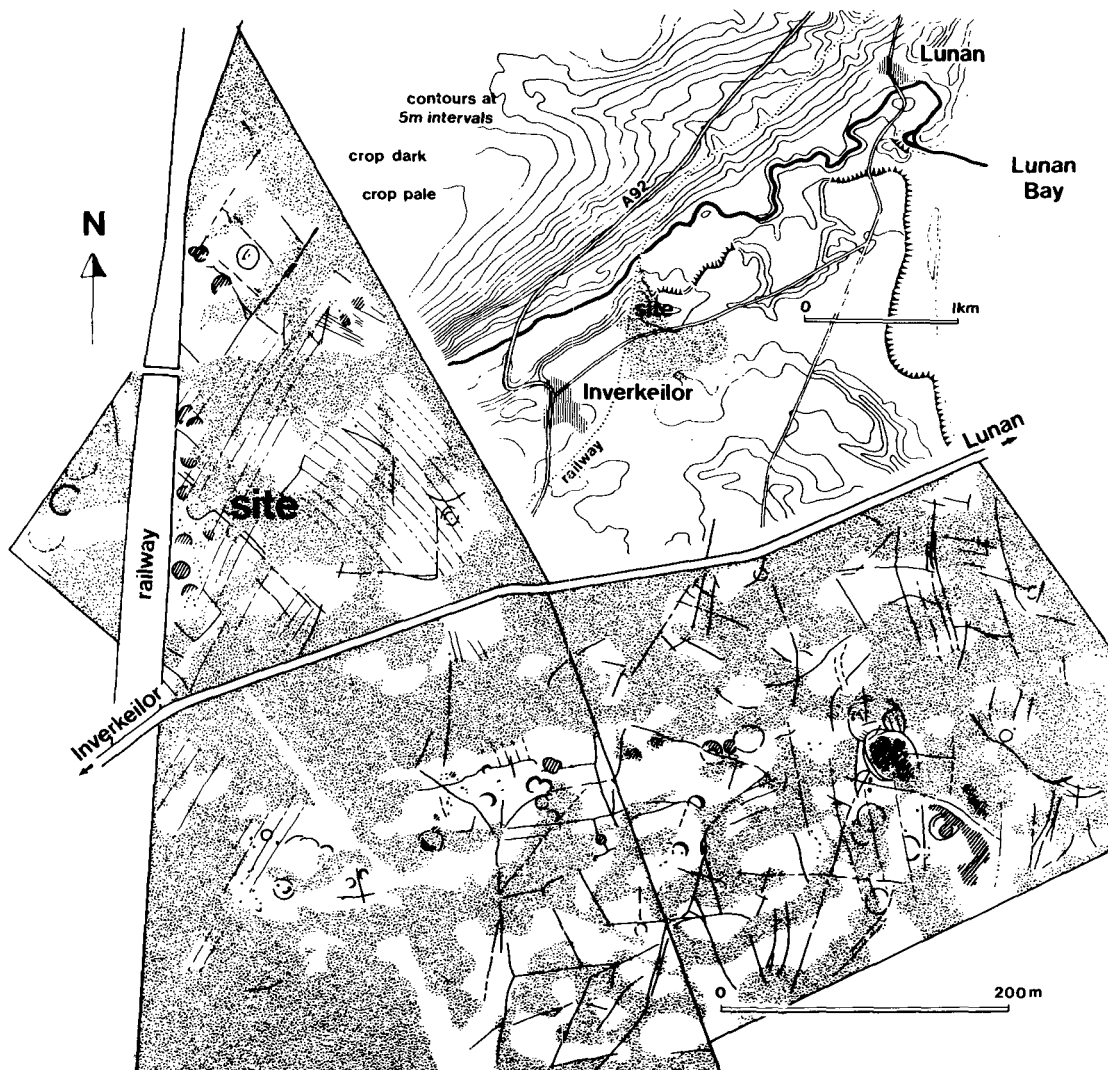 Lunan
contours at
5m intervals
crop dark
crop pale
A92
Lunan
Bay
N
site
0 1km
Inverkeilor
railway
Lunan
site
railway
Inverkeilor
0 200m